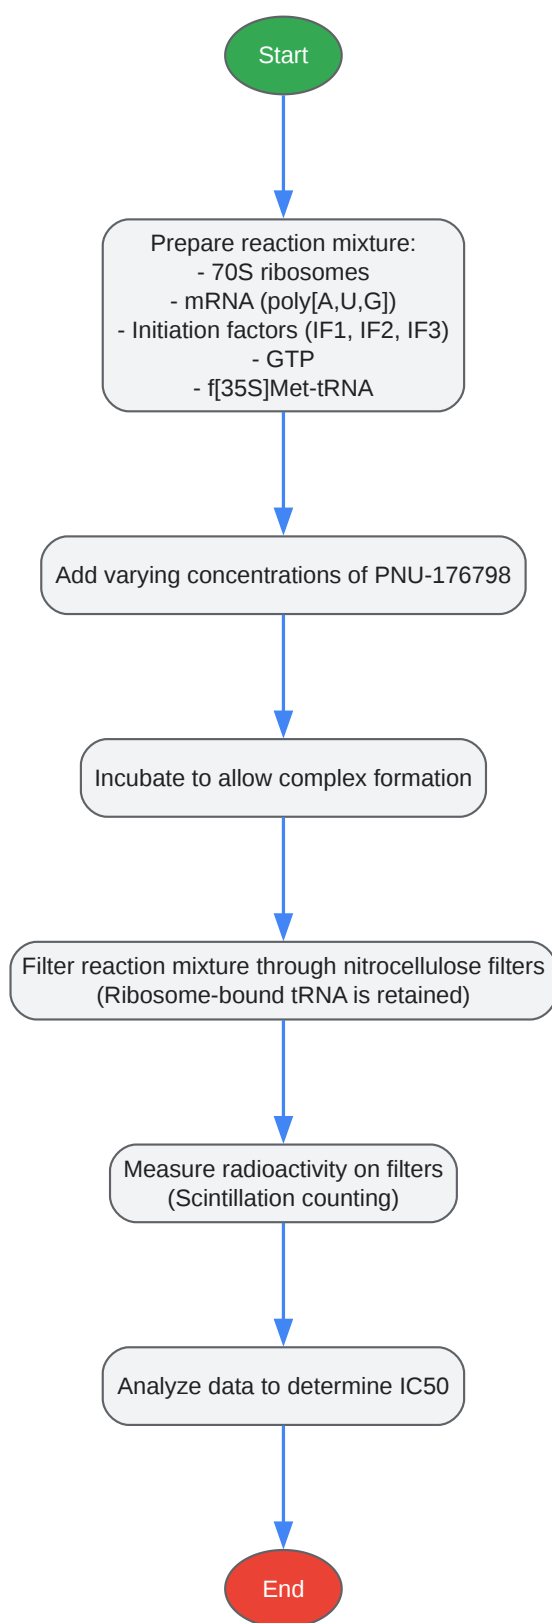 Start
Prepare reaction mixture:
- 70S ribosomes
- mRNA (poly[A,U,G])
- Initiation factors (IF1, IF2, IF3)
- GTP
- f[35S]Met-tRNA
Add varying concentrations of PNU-176798
Incubate to allow complex formation
Filter reaction mixture through nitrocellulose filters
(Ribosome-bound tRNA is retained)
Measure radioactivity on filters
(Scintillation counting)
Analyze data to determine IC50
End